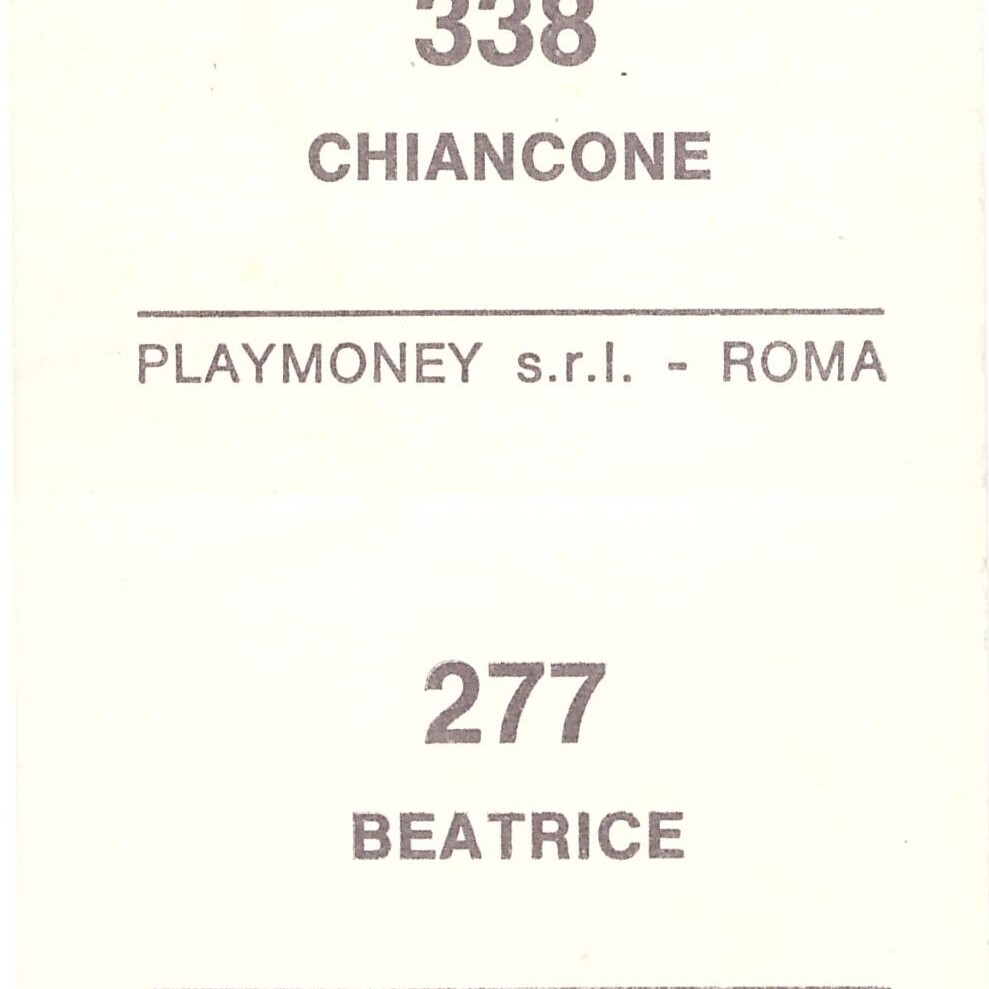 338
CHIANCONE
PLAYMONEY s.r.l. - ROMA
277
BEATRICE